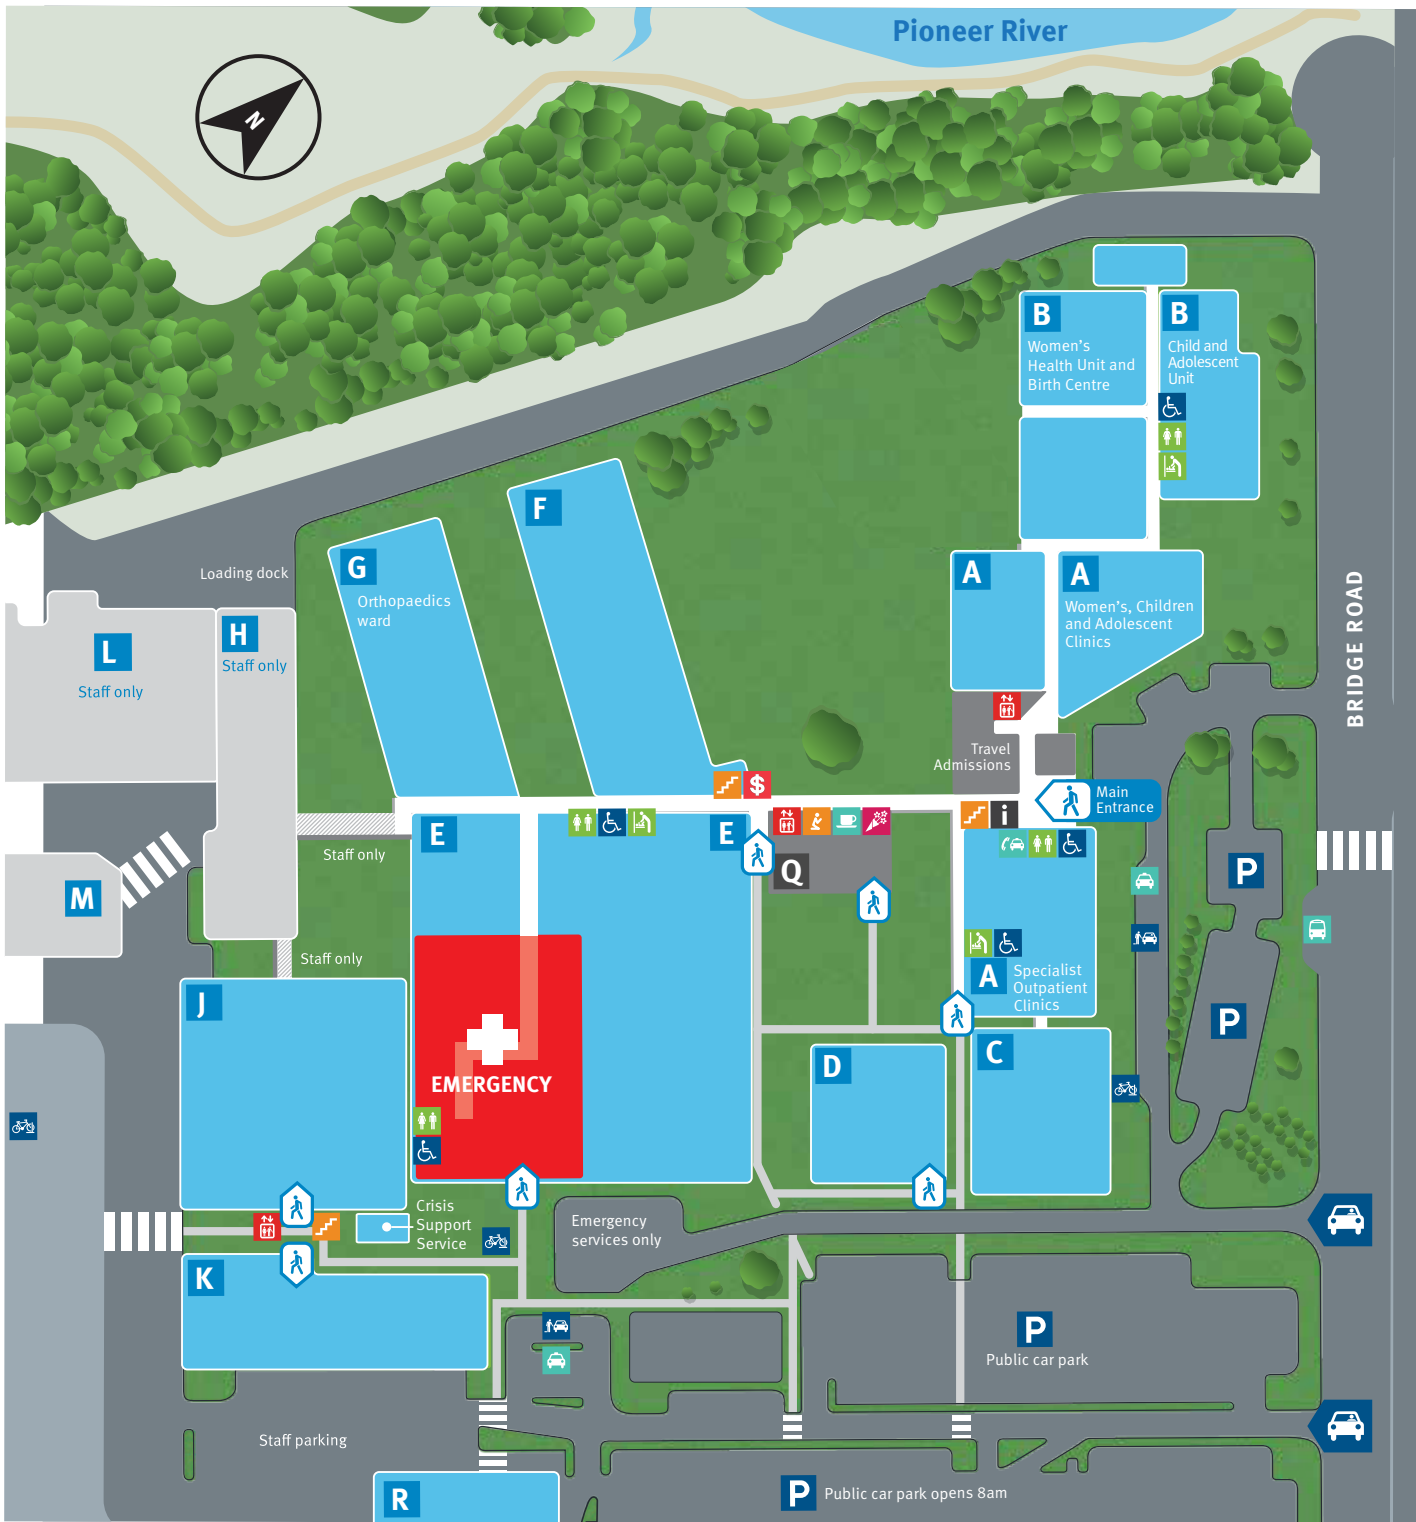 Pioneer River
N
B
Women's
Health Unit and
Birth Centre
B
Child and
Adolescent
Unit
F
G
Orthopaedics
ward
Loading dock
A
A
Women's, Children
and Adolescent
Clinics
BRIDGE ROAD
L
Staff only
H
Staff only
Travel
Admissions
$
Main
Entrance
i
E
E
Staff only
Q
P
M
Staff only
A
Specialist
Outpatient
Clinics
J
P
EMERGENCY
D
C
Crisis
Support
Service
Emergency
services only
K
P
Public car park
Staff parking
R
P
Public car park opens 8am